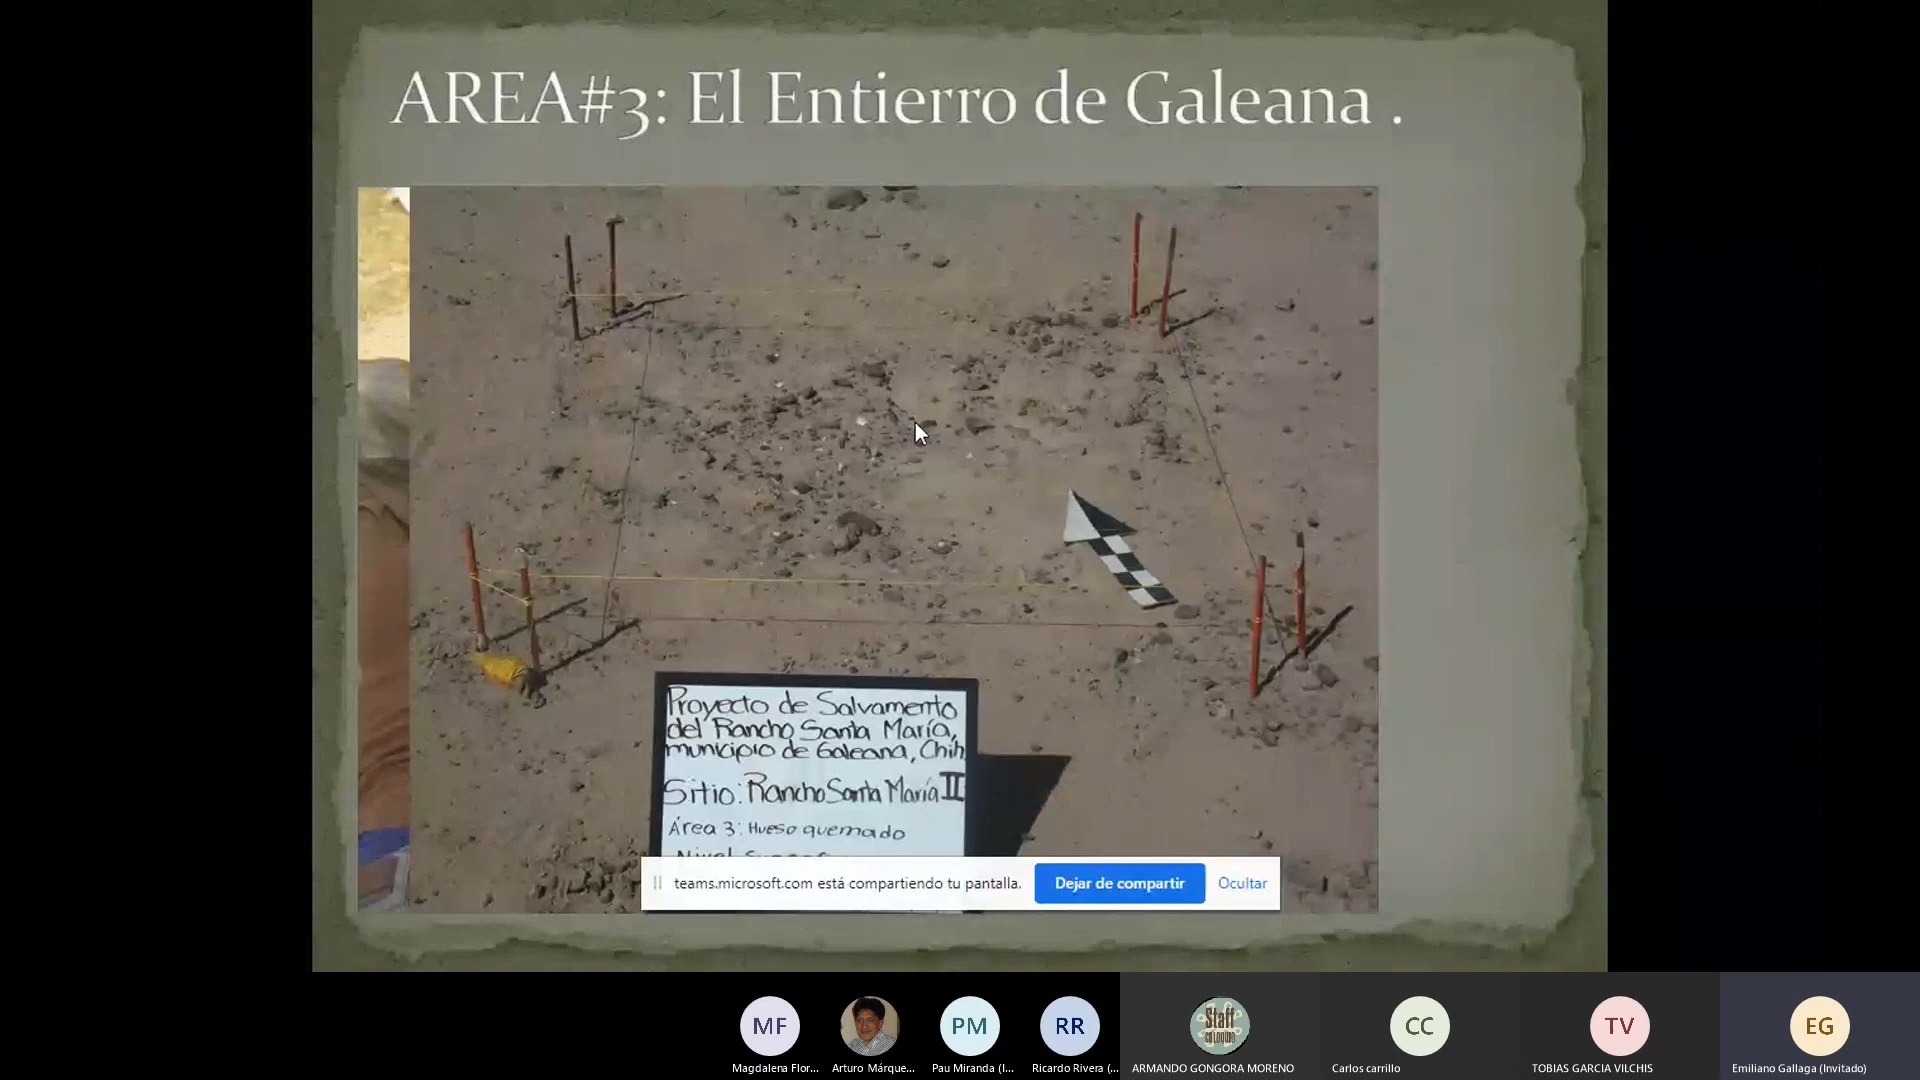 AREA#3: El Entierro de Galeana .
Proyecto de Salvamento
del Rancho Santa María,
municipio de Galeana, Chih
Sitio: Rancho Santa María II
Área 3: Hueso quemado
Nivel
teams.microsoft.com está compartiendo tu pantalla.
Dejar de compartir
Ocultar
MF
PM
RR
Staff
COLOQUIO
CC
TV
EG
Magdalena Flor...
Arturo Márque...
Pau Miranda (I...
Ricardo Rivera (...
ARMANDO GONGORA MORENO
Carlos carrillo
TOBIAS GARCIA VILCHIS
Emiliano Gallaga (Invitado)